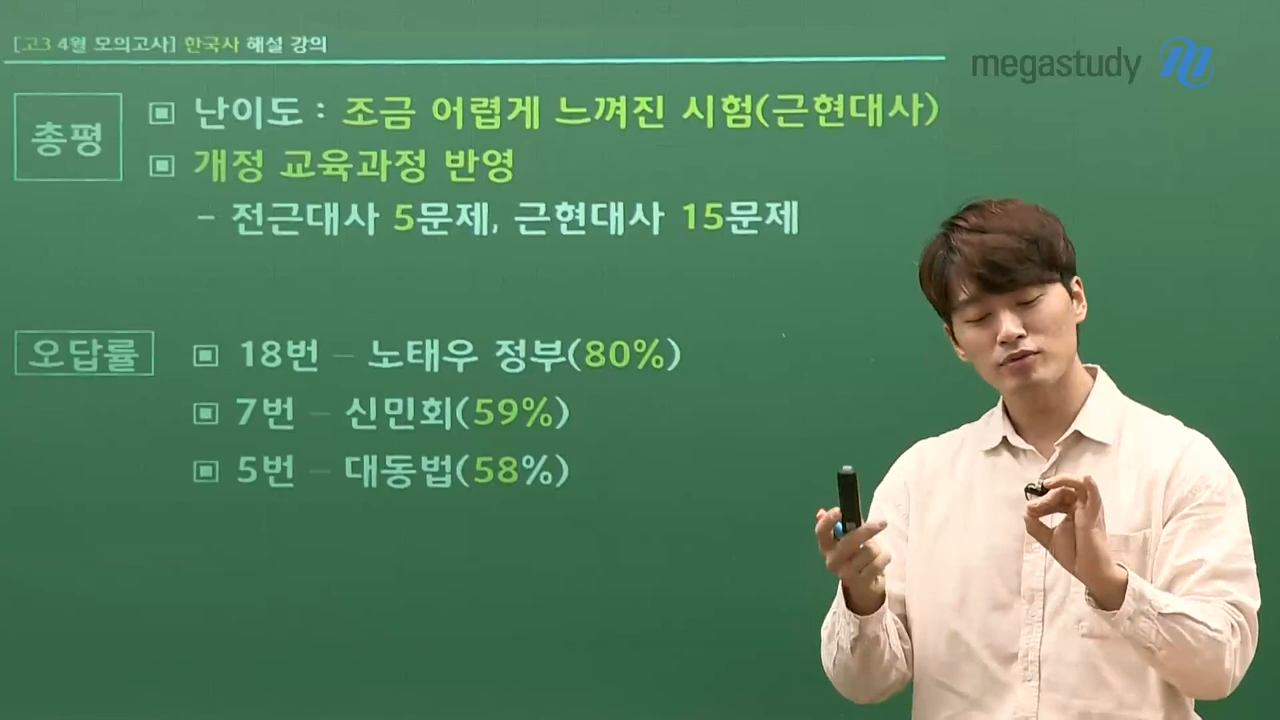 [고3 4월 모의고사] 한국사 해설 강의
megastudy
총평
▣ 난이도 : 조금 어렵게 느껴진 시험(근현대사)
▣ 개정 교육과정 반영
- 전근대사 5문제, 근현대사 15문제
오답률
▣ 18번 – 노태우 정부(80%)
▣ 7번 – 신민회(59%)
▣ 5번 – 대동법(58%)